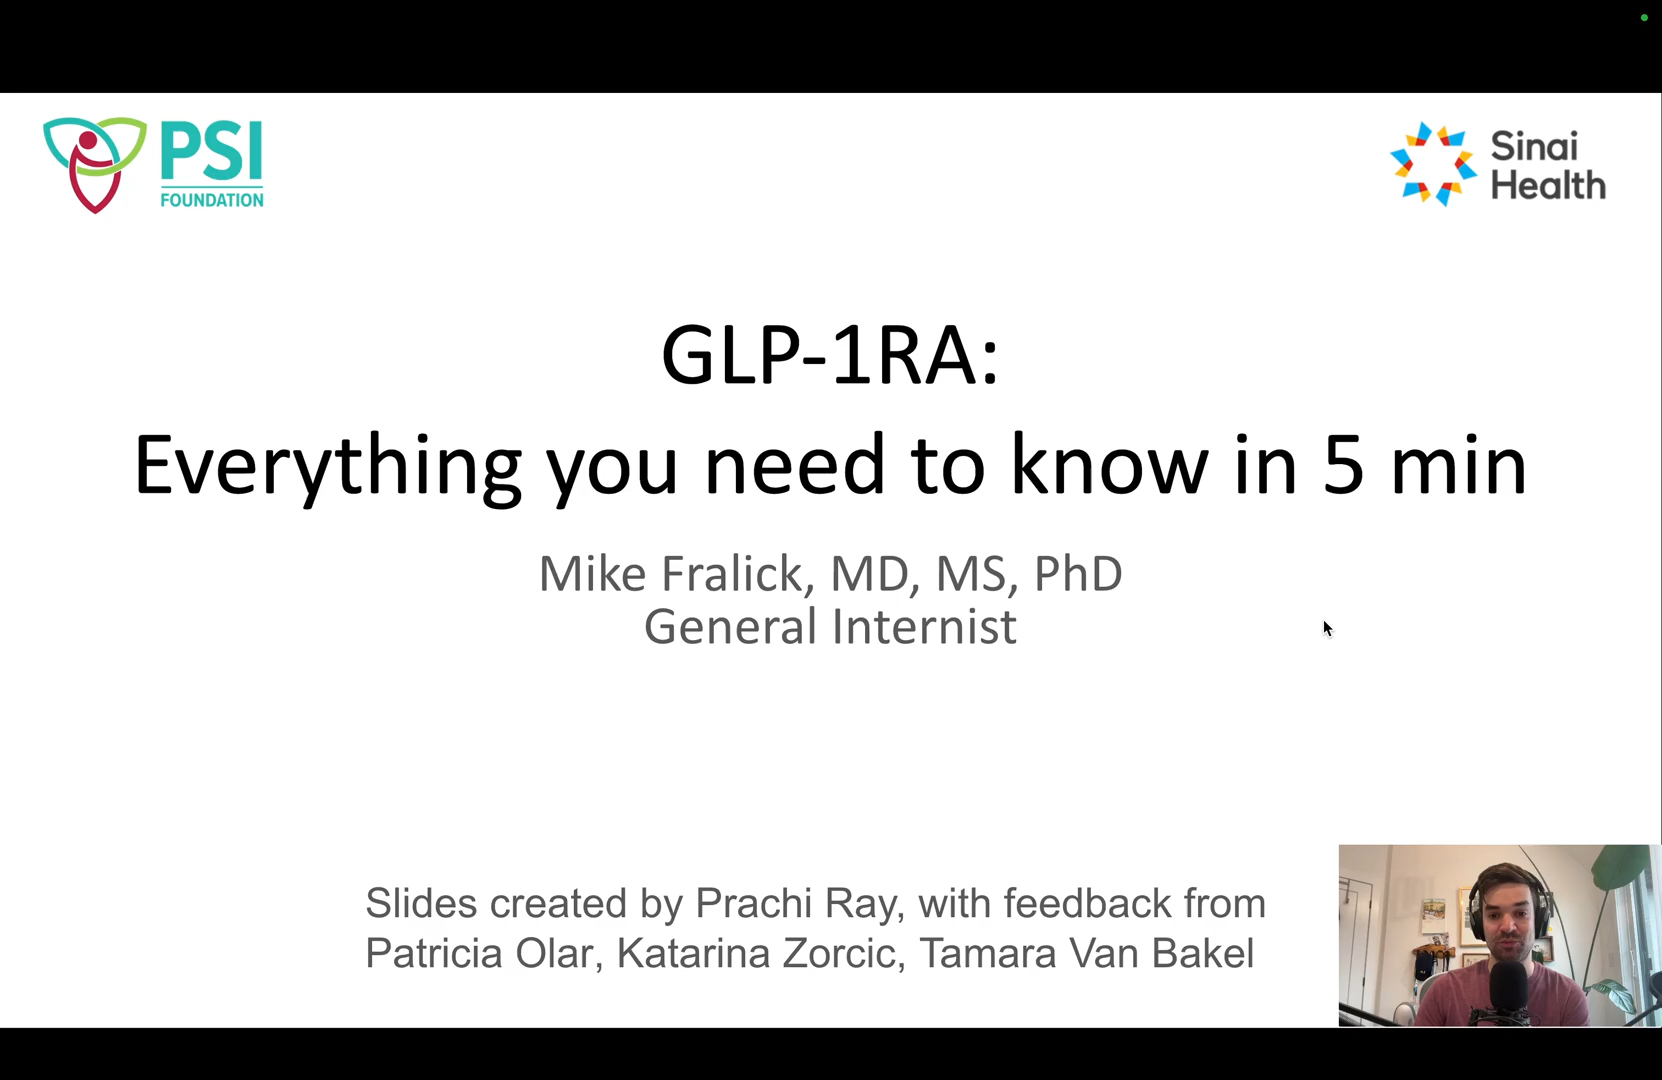 PSI
FOUNDATION
Sinai
Health
GLP-1RA:
Everything you need to know in 5 min
Mike Fralick, MD, MS, PhD
General Internist
Slides created by Prachi Ray, with feedback from
Patricia Olar, Katarina Zorcic, Tamara Van Bakel